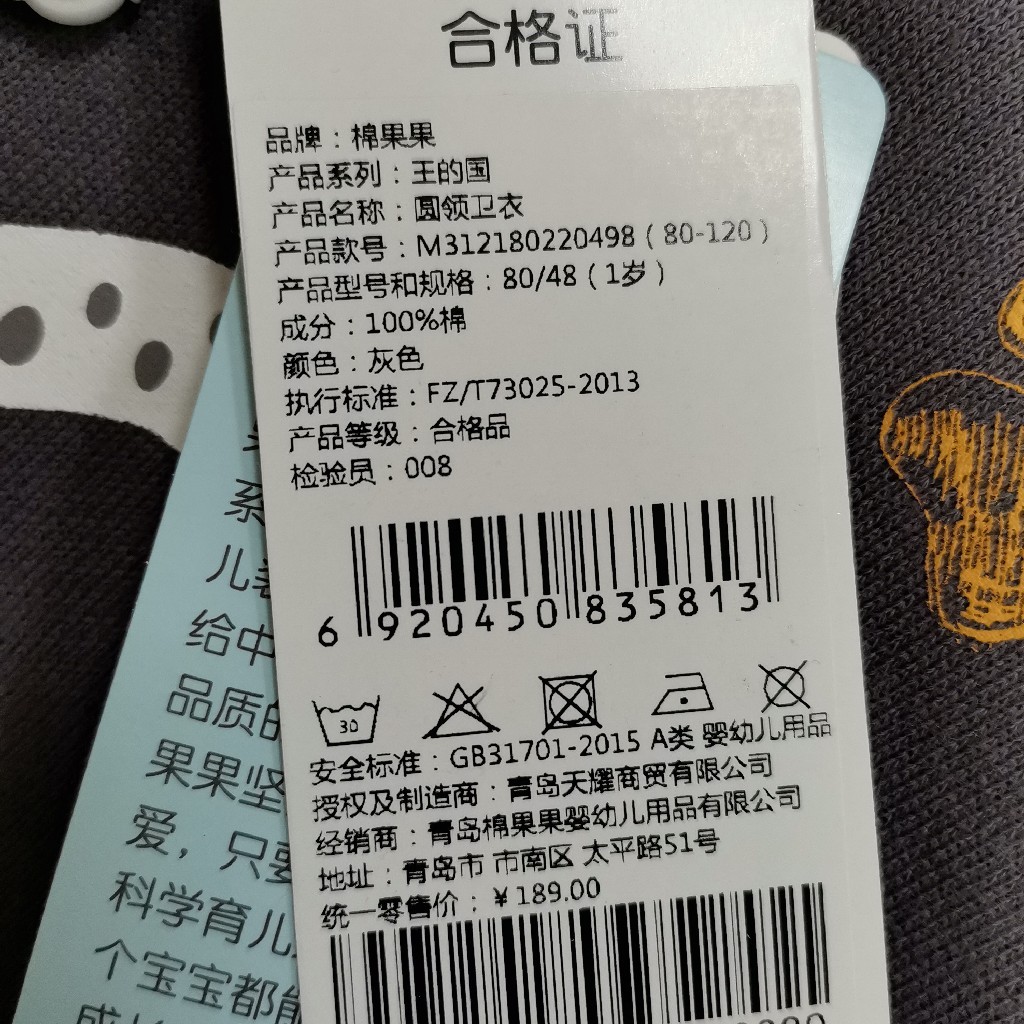 合格证
品牌：棉果果
产品系列：王的国
产品名称：圆领卫衣
产品款号：M312180220498（80-120）
产品型号和规格：80/48（1岁）
成分：100%棉
颜色：灰色
执行标准：FZ/T73025-2013
产品等级：合格品
检验员：008
6 920450 835813
30
安全标准：GB31701-2015 A类 婴幼儿用品
授权及制造商：青岛天耀商贸有限公司
经销商：青岛棉果果婴幼儿用品有限公司
地址：青岛市 市南区 太平路51号
统一零售价：￥189.00
系
儿
给中
品质的
果果坚
爱，只要
科学育儿
个宝宝都能
成长